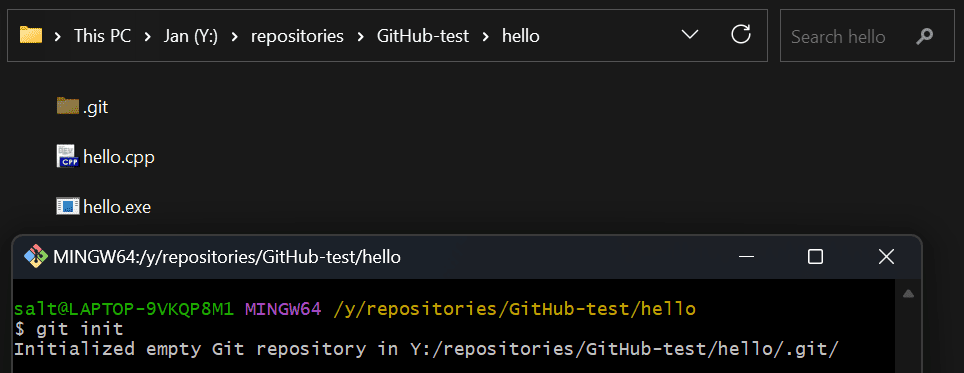 This PC > Jan (Y:) > repositories > GitHub-test > hello
Search hello
.git
hello.cpp
CPP
hello.exe
MINGW64:/y/repositories/GitHub-test/hello
salt@LAPTOP-9VKQP8M1 MINGW64 /y/repositories/GitHub-test/hello
$ git init
Initialized empty Git repository in Y:/repositories/GitHub-test/hello/.git/